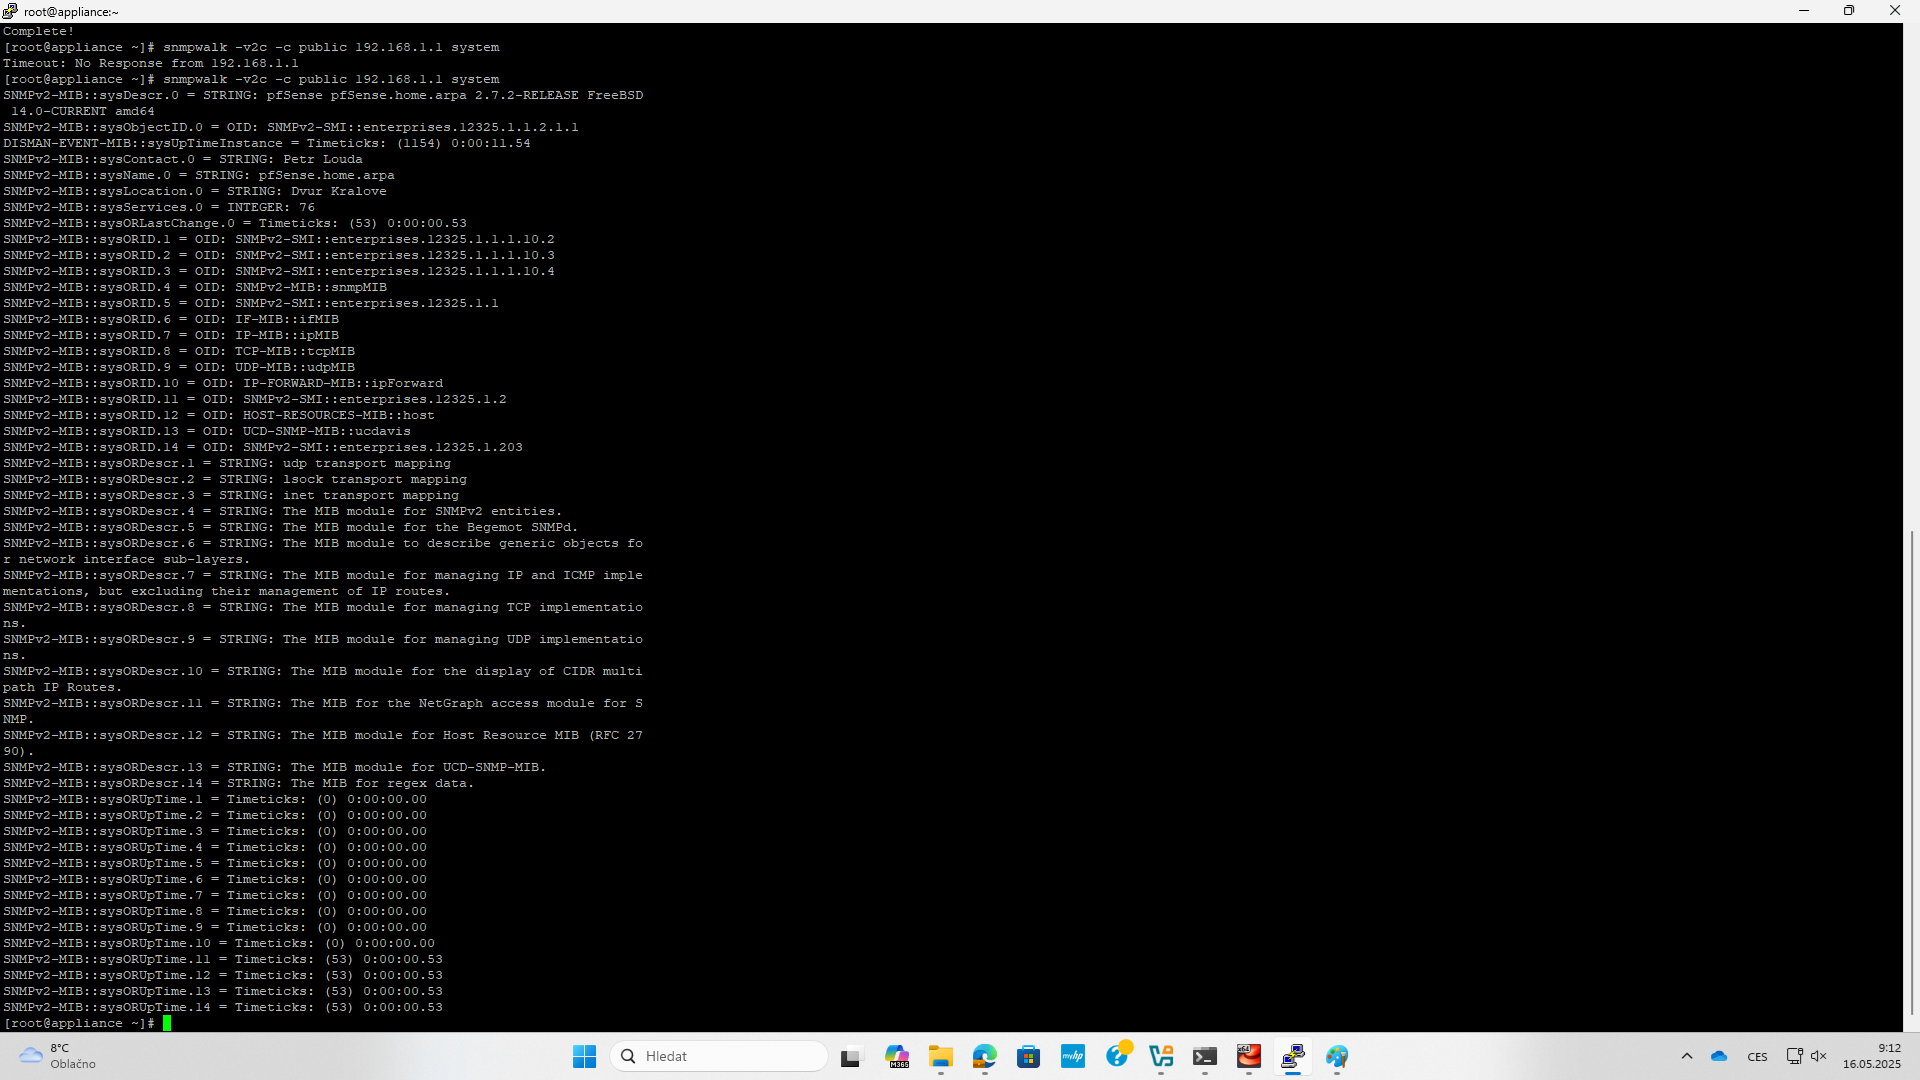 root@appliance:~
Complete!
[root@appliance ~]# snmpwalk -v2c -c public 192.168.1.1 system
Timeout: No Response from 192.168.1.1
[root@appliance ~]# snmpwalk -v2c -c public 192.168.1.1 system
SNMPv2-MIB::sysDescr.0 = STRING: pfSense pfSense.home.arpa 2.7.2-RELEASE FreeBSD
 14.0-CURRENT amd64
SNMPv2-MIB::sysObjectID.0 = OID: SNMPv2-SMI::enterprises.12325.1.1.2.1.1
DISMAN-EVENT-MIB::sysUpTimeInstance = Timeticks: (1154) 0:00:11.54
SNMPv2-MIB::sysContact.0 = STRING: Petr Louda
SNMPv2-MIB::sysName.0 = STRING: pfSense.home.arpa
SNMPv2-MIB::sysLocation.0 = STRING: Dvur Kralove
SNMPv2-MIB::sysServices.0 = INTEGER: 76
SNMPv2-MIB::sysORLastChange.0 = Timeticks: (53) 0:00:00.53
SNMPv2-MIB::sysORID.1 = OID: SNMPv2-SMI::enterprises.12325.1.1.1.10.2
SNMPv2-MIB::sysORID.2 = OID: SNMPv2-SMI::enterprises.12325.1.1.1.10.3
SNMPv2-MIB::sysORID.3 = OID: SNMPv2-SMI::enterprises.12325.1.1.1.10.4
SNMPv2-MIB::sysORID.4 = OID: SNMPv2-MIB::snmpMIB
SNMPv2-MIB::sysORID.5 = OID: SNMPv2-SMI::enterprises.12325.1.1
SNMPv2-MIB::sysORID.6 = OID: IF-MIB::ifMIB
SNMPv2-MIB::sysORID.7 = OID: IP-MIB::ipMIB
SNMPv2-MIB::sysORID.8 = OID: TCP-MIB::tcpMIB
SNMPv2-MIB::sysORID.9 = OID: UDP-MIB::udpMIB
SNMPv2-MIB::sysORID.10 = OID: IP-FORWARD-MIB::ipForward
SNMPv2-MIB::sysORID.11 = OID: SNMPv2-SMI::enterprises.12325.1.2
SNMPv2-MIB::sysORID.12 = OID: HOST-RESOURCES-MIB::host
SNMPv2-MIB::sysORID.13 = OID: UCD-SNMP-MIB::ucdavis
SNMPv2-MIB::sysORID.14 = OID: SNMPv2-SMI::enterprises.12325.1.203
SNMPv2-MIB::sysORDescr.1 = STRING: udp transport mapping
SNMPv2-MIB::sysORDescr.2 = STRING: lsock transport mapping
SNMPv2-MIB::sysORDescr.3 = STRING: inet transport mapping
SNMPv2-MIB::sysORDescr.4 = STRING: The MIB module for SNMPv2 entities.
SNMPv2-MIB::sysORDescr.5 = STRING: The MIB module for the Begemot SNMPd.
SNMPv2-MIB::sysORDescr.6 = STRING: The MIB module to describe generic objects fo
r network interface sub-layers.
SNMPv2-MIB::sysORDescr.7 = STRING: The MIB module for managing IP and ICMP imple
mentations, but excluding their management of IP routes.
SNMPv2-MIB::sysORDescr.8 = STRING: The MIB module for managing TCP implementatio
ns.
SNMPv2-MIB::sysORDescr.9 = STRING: The MIB module for managing UDP implementatio
ns.
SNMPv2-MIB::sysORDescr.10 = STRING: The MIB module for the display of CIDR multi
path IP Routes.
SNMPv2-MIB::sysORDescr.11 = STRING: The MIB for the NetGraph access module for S
NMP.
SNMPv2-MIB::sysORDescr.12 = STRING: The MIB module for Host Resource MIB (RFC 27
90).
SNMPv2-MIB::sysORDescr.13 = STRING: The MIB module for UCD-SNMP-MIB.
SNMPv2-MIB::sysORDescr.14 = STRING: The MIB for regex data.
SNMPv2-MIB::sysORUpTime.1 = Timeticks: (0) 0:00:00.00
SNMPv2-MIB::sysORUpTime.2 = Timeticks: (0) 0:00:00.00
SNMPv2-MIB::sysORUpTime.3 = Timeticks: (0) 0:00:00.00
SNMPv2-MIB::sysORUpTime.4 = Timeticks: (0) 0:00:00.00
SNMPv2-MIB::sysORUpTime.5 = Timeticks: (0) 0:00:00.00
SNMPv2-MIB::sysORUpTime.6 = Timeticks: (0) 0:00:00.00
SNMPv2-MIB::sysORUpTime.7 = Timeticks: (0) 0:00:00.00
SNMPv2-MIB::sysORUpTime.8 = Timeticks: (0) 0:00:00.00
SNMPv2-MIB::sysORUpTime.9 = Timeticks: (0) 0:00:00.00
SNMPv2-MIB::sysORUpTime.10 = Timeticks: (0) 0:00:00.00
SNMPv2-MIB::sysORUpTime.11 = Timeticks: (53) 0:00:00.53
SNMPv2-MIB::sysORUpTime.12 = Timeticks: (53) 0:00:00.53
SNMPv2-MIB::sysORUpTime.13 = Timeticks: (53) 0:00:00.53
SNMPv2-MIB::sysORUpTime.14 = Timeticks: (53) 0:00:00.53
[root@appliance ~]#
8°C
Oblačno
Hledat
M365
myhp
x64
CES
9:12
16.05.2025